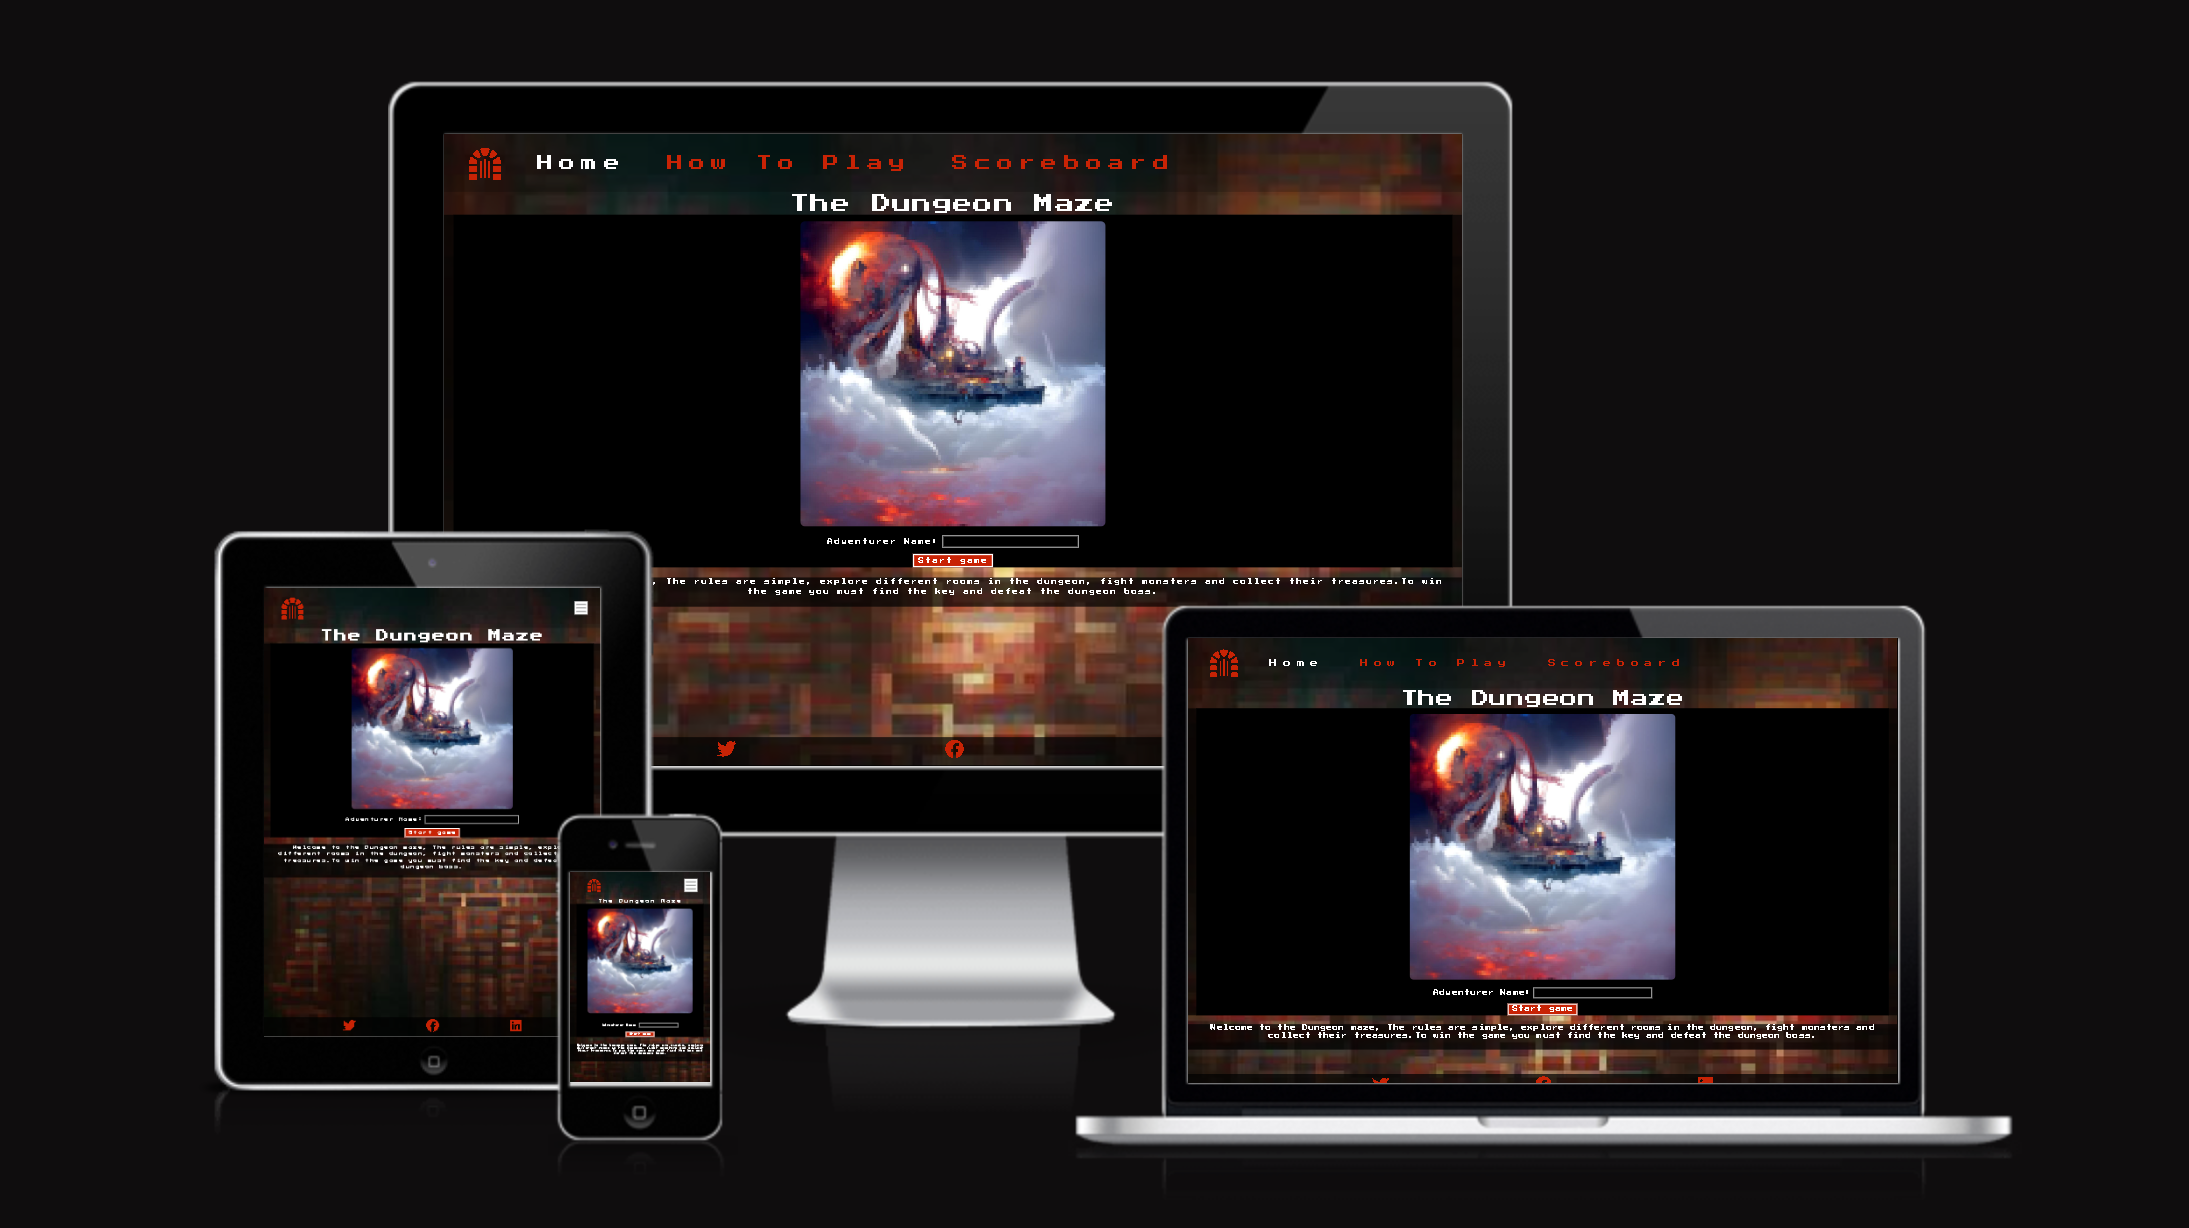 Home How To Play Scoreboard
The Dungeon Maze
Adventurer Name:
Start game
, The rules are simple, explore different rooms in the dungeon, fight monsters and collect their treasures.To win
the game you must find the key and defeat the dungeon boss.
The Dungeon Maze
Adventurer Name:
Start game
Welcome to the Dungeon maze, The rules are simple, expl
different rooms in the dungeon, fight monsters and collect
treasures.To win the game you must find the key and defea
dungeon boss.
The Dungeon Maze
Home How To Play Scoreboard
The Dungeon Maze
Adventurer Name:
Start game
Welcome to the Dungeon maze, The rules are simple, explore different rooms in the dungeon, fight monsters and
collect their treasures.To win the game you must find the key and defeat the dungeon boss.